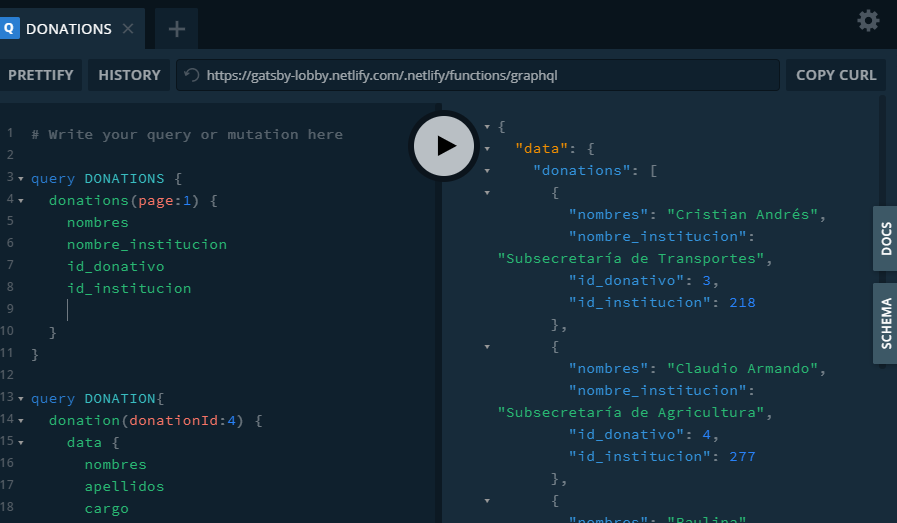 Q DONATIONS
PRETTIFY HISTORY https://gatsby-lobby.netlify.com/.netlify/functions/graphql COPY CURL
1 # Write your query or mutation here
2
3 query DONATIONS {
4 donations(page:1) {
5 nombres
6 nombre_institucion
7 id_donativo
8 id_institucion
9
10 }
11 }
12
13 query DONATION{
14 donation(donationId:4) {
15 data {
16 nombres
17 apellidos
18 cargo
{
"data": {
"donations": [
{
"nombres": "Cristian Andrés",
"nombre_institucion":
"Subsecretaría de Transportes",
"id_donativo": 3,
"id_institucion": 218
},
{
"nombres": "Claudio Armando",
"nombre_institucion":
"Subsecretaría de Agricultura",
"id_donativo": 4,
"id_institucion": 277
},
{
"nombres": "Paulina"
DOCS
SCHEMA